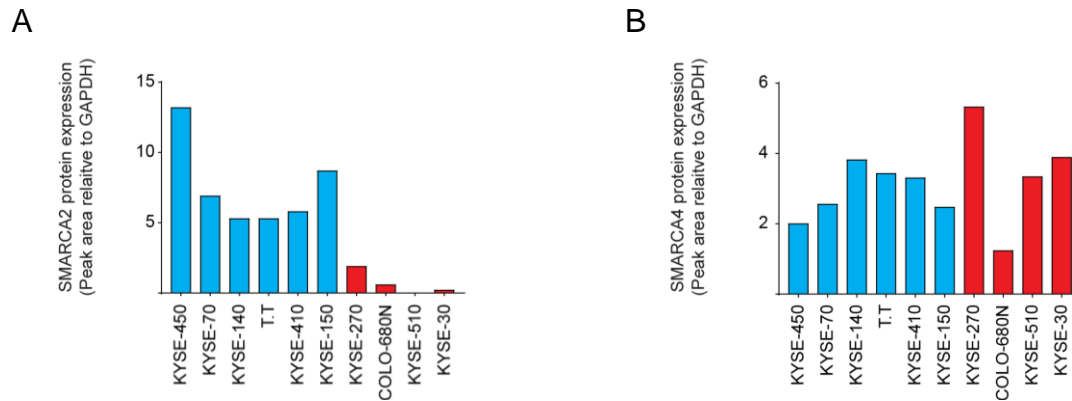 A
SMARCA2 protein expression
(Peak area relaitve to GAPDH)
15
10
5
KYSE-450
KYSE-70
KYSE-140
T.T
KYSE-410
KYSE-150
KYSE-270
COLO-680N
KYSE-510
KYSE-30
B
SMARCA4 protein expression
(Peak area relaitve to GAPDH)
6
4
2
KYSE-450
KYSE-70
KYSE-140
T.T
KYSE-410
KYSE-150
KYSE-270
COLO-680N
KYSE-510
KYSE-30